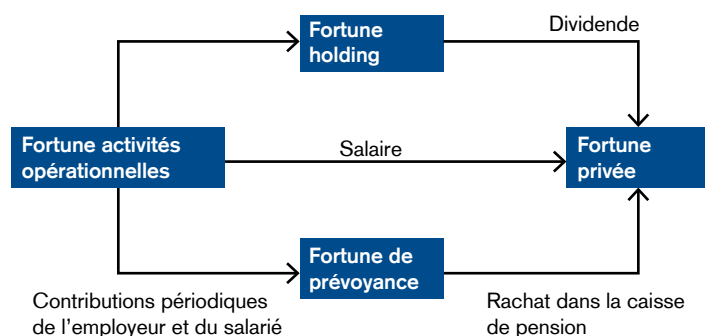 Fortune
holding
Dividende
Fortune activités
opérationnelles
Salaire
Fortune
privée
Fortune de
prévoyance
Contributions périodiques
de l'employeur et du salarié
Rachat dans la caisse
de pension